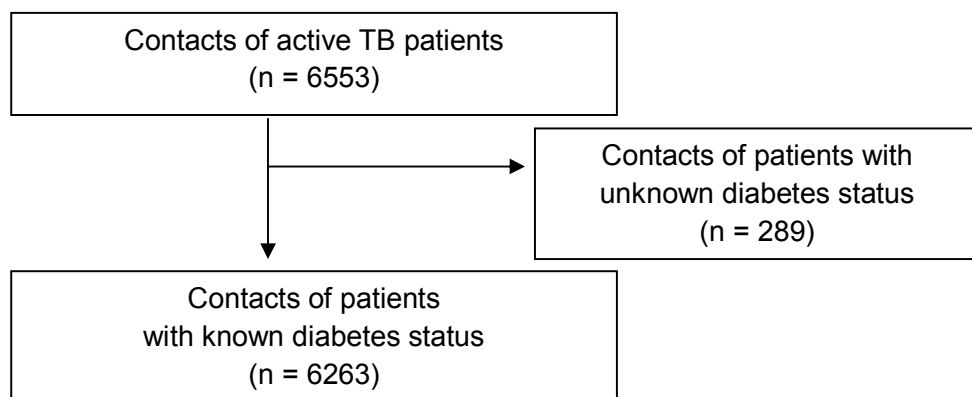 Contacts of active TB patients
(n = 6553)
Contacts of patients with
unknown diabetes status
(n = 289)
Contacts of patients
with known diabetes status
(n = 6263)